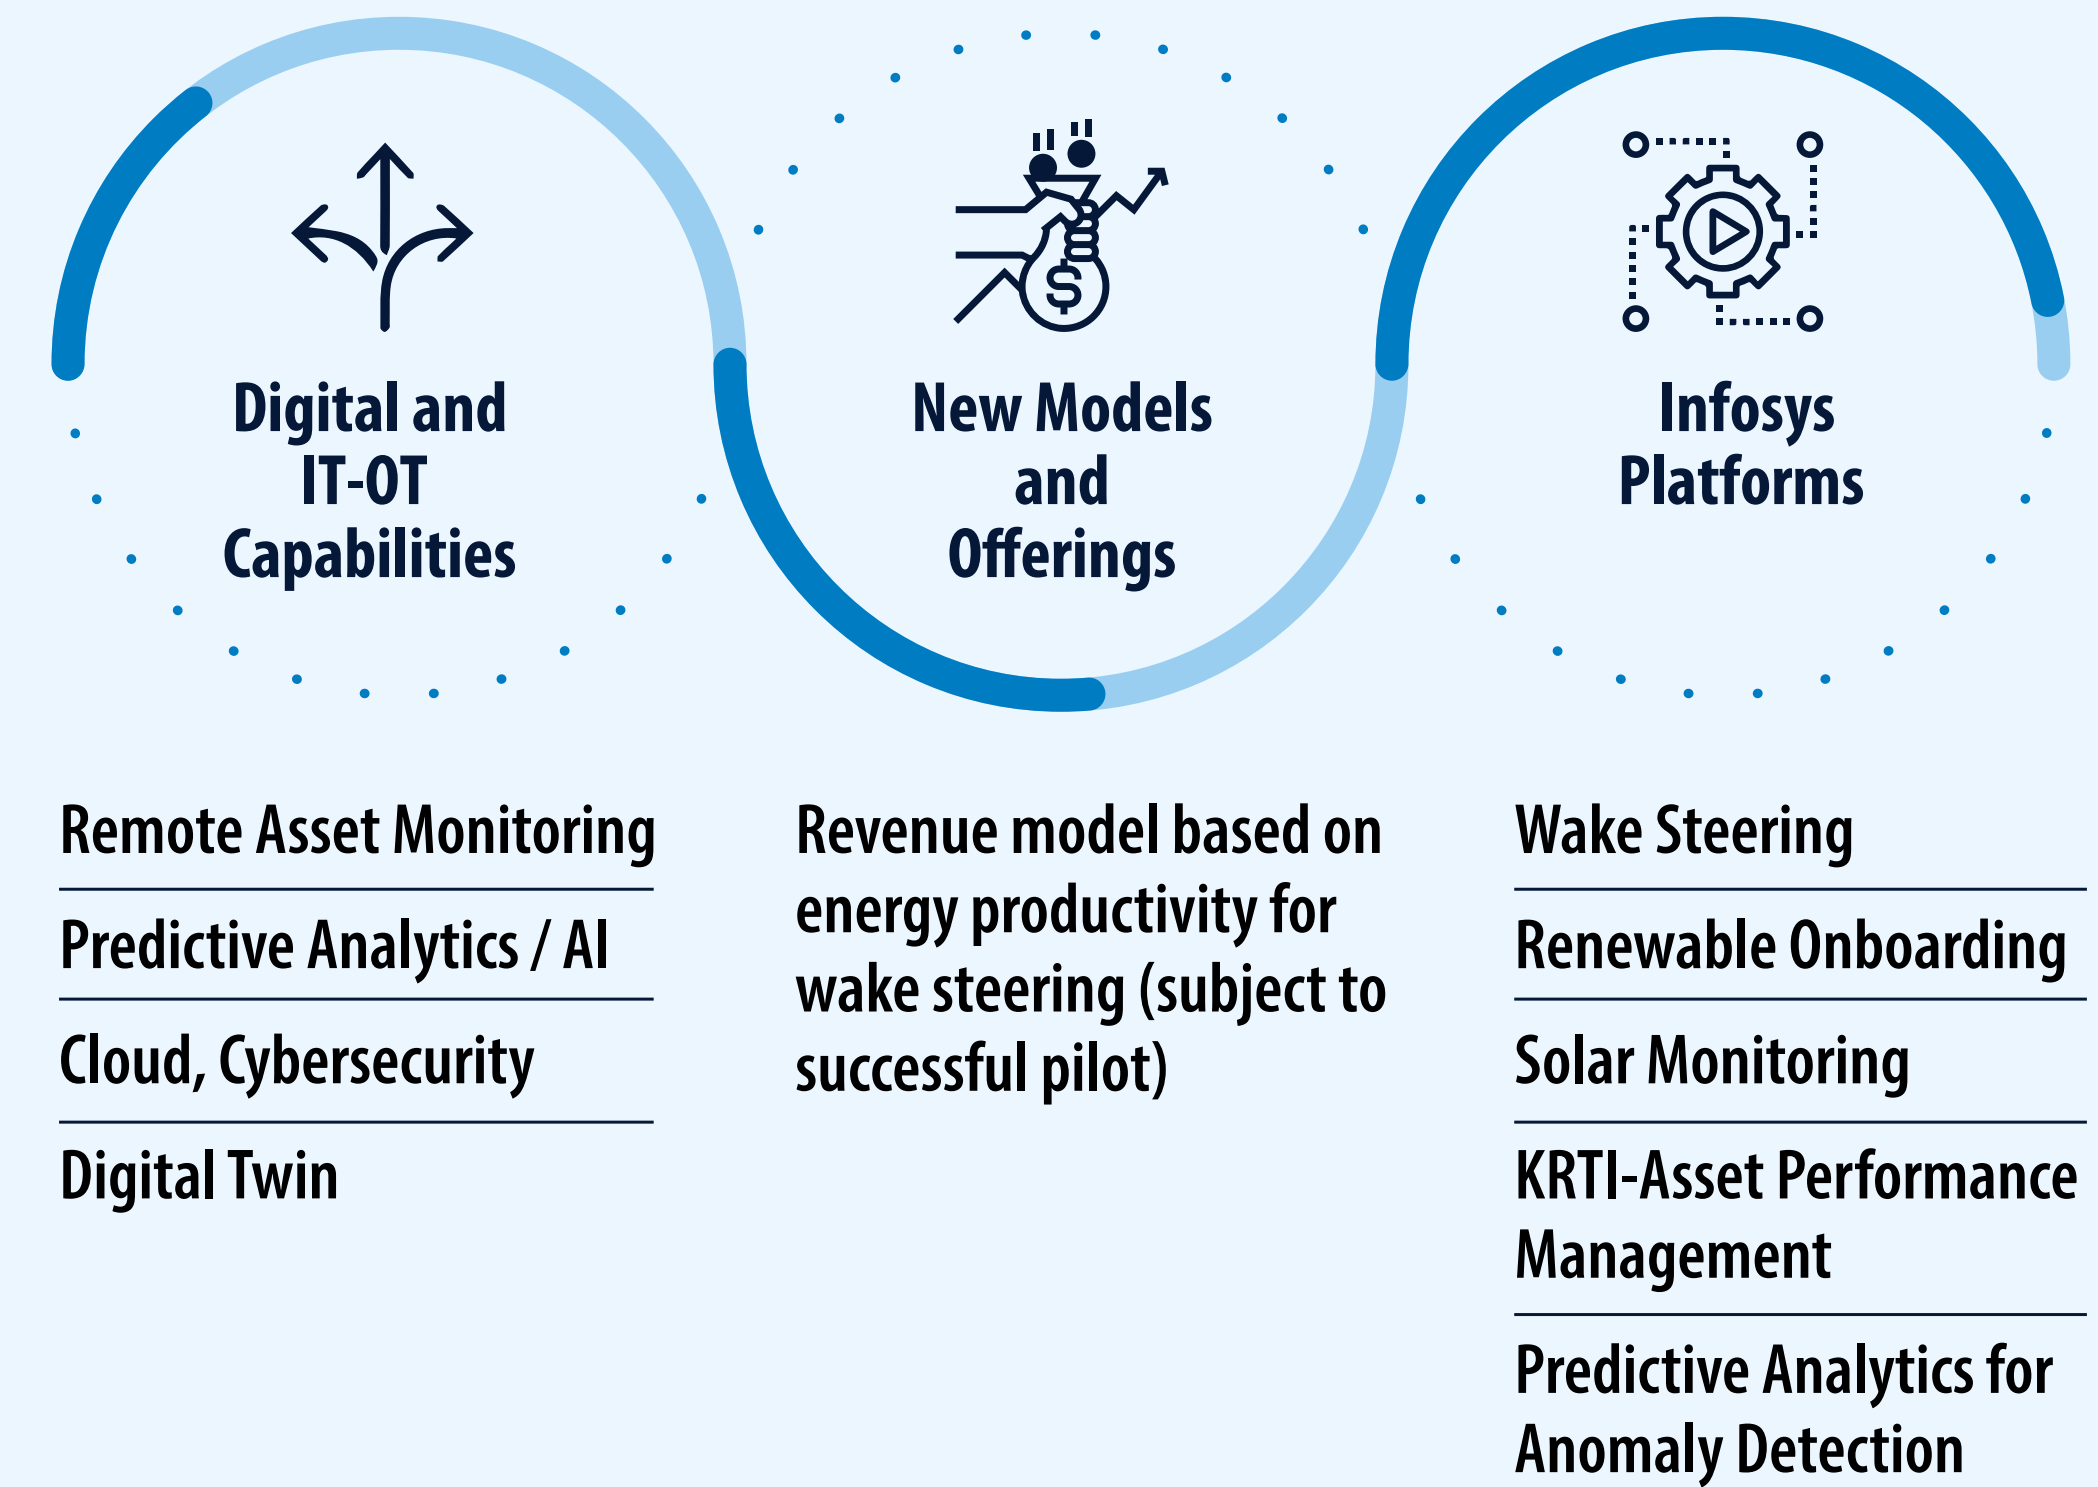 Digital and
IT-OT
Capabilities
New Models
and
Offerings
Infosys
Platforms
Remote Asset Monitoring
Predictive Analytics / AI
Cloud, Cybersecurity
Digital Twin
Revenue model based on
energy productivity for
wake steering (subject to
successful pilot)
Wake Steering
Renewable Onboarding
Solar Monitoring
KRTI-Asset Performance
Management
Predictive Analytics for
Anomaly Detection